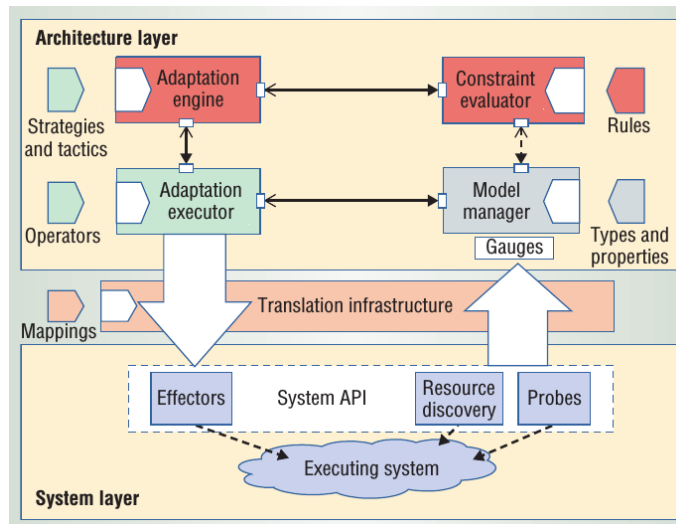 Architecture layer
Adaptation
engine
Constraint
evaluator
Strategies
and tactics
Rules
Adaptation
executor
Model
manager
Operators
Gauges
Types and
properties
Translation infrastructure
Mappings
Effectors
System API
Resource
discovery
Probes
Executing system
System layer